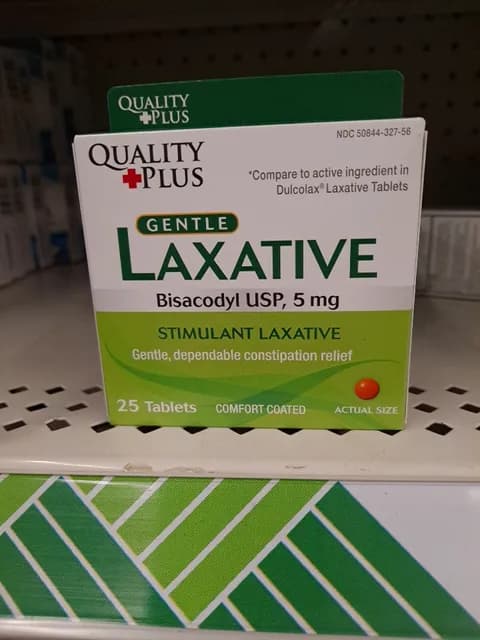 QUALITY
PLUS
NDC 50844-327-56
QUALITY
PLUS
*Compare to active ingredient in
Dulcolax® Laxative Tablets
GENTLE
LAXATIVE
Bisacodyl USP, 5 mg
STIMULANT LAXATIVE
Gentle, dependable constipation relief
25 Tablets COMFORT COATED ACTUAL SIZE